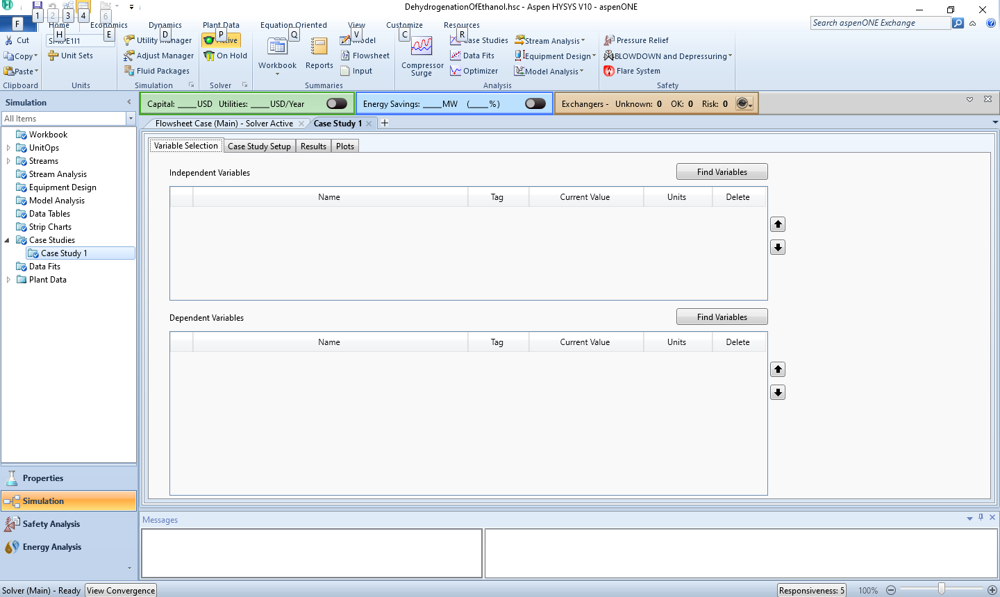 DehydrogenationOfEthanol.hsc - Aspen HYSYS V10 - aspenONE
1 2 3 4 6
F Home Economics Dynamics Plant Data Equation Oriented View Customize Resources
Search aspenONE Exchange
H E D P Q V C R
Cut
Copy
Paste
Clipboard
Unit Sets
Units
Utility Manager
Adjust Manager
Fluid Packages
Simulation
Active
On Hold
Solver
Workbook
Reports
Model
Flowsheet
Input
Summaries
Compressor
Surge
Case Studies
Data Fits
Optimizer
Stream Analysis
Equipment Design
Model Analysis
Analysis
Pressure Relief
BLOWDOWN and Depressuring
Flare System
Safety
Simulation
All Items
Workbook
UnitOps
Streams
Stream Analysis
Equipment Design
Model Analysis
Data Tables
Strip Charts
Case Studies
Case Study 1
Data Fits
Plant Data
Properties
Simulation
Safety Analysis
Energy Analysis
Capital: ____USD Utilities: ____USD/Year
Energy Savings: ____MW (____%)
Exchangers - Unknown: 0 OK: 0 Risk: 0
Flowsheet Case (Main) - Solver Active
Case Study 1
Variable Selection Case Study Setup Results Plots
Independent Variables
Find Variables
Name Tag Current Value Units Delete
Dependent Variables
Find Variables
Name Tag Current Value Units Delete
Messages
Solver (Main) - Ready
View Convergence
Responsiveness: 5
100%